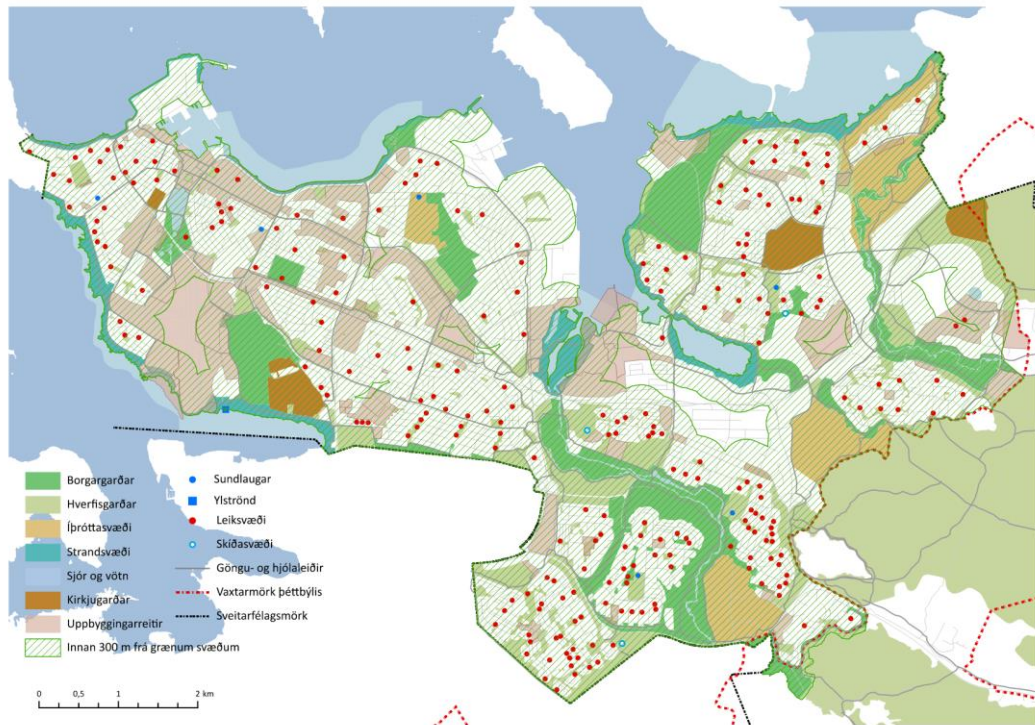 Borgargarðar
Hverfisgarðar
Íþróttasvæði
Strandsvæði
Sjór og vötn
Kirkjugarðar
Uppbyggingarreitir
Innan 300 m frá grænum svæðum
Sundlaugar
Ylströnd
Leiksvæði
Skíðasvæði
Göngu- og hjólaleiðir
Vaxtarmörk þéttbýlis
Sveitarfélagsmörk
0 0,5 1 2 km